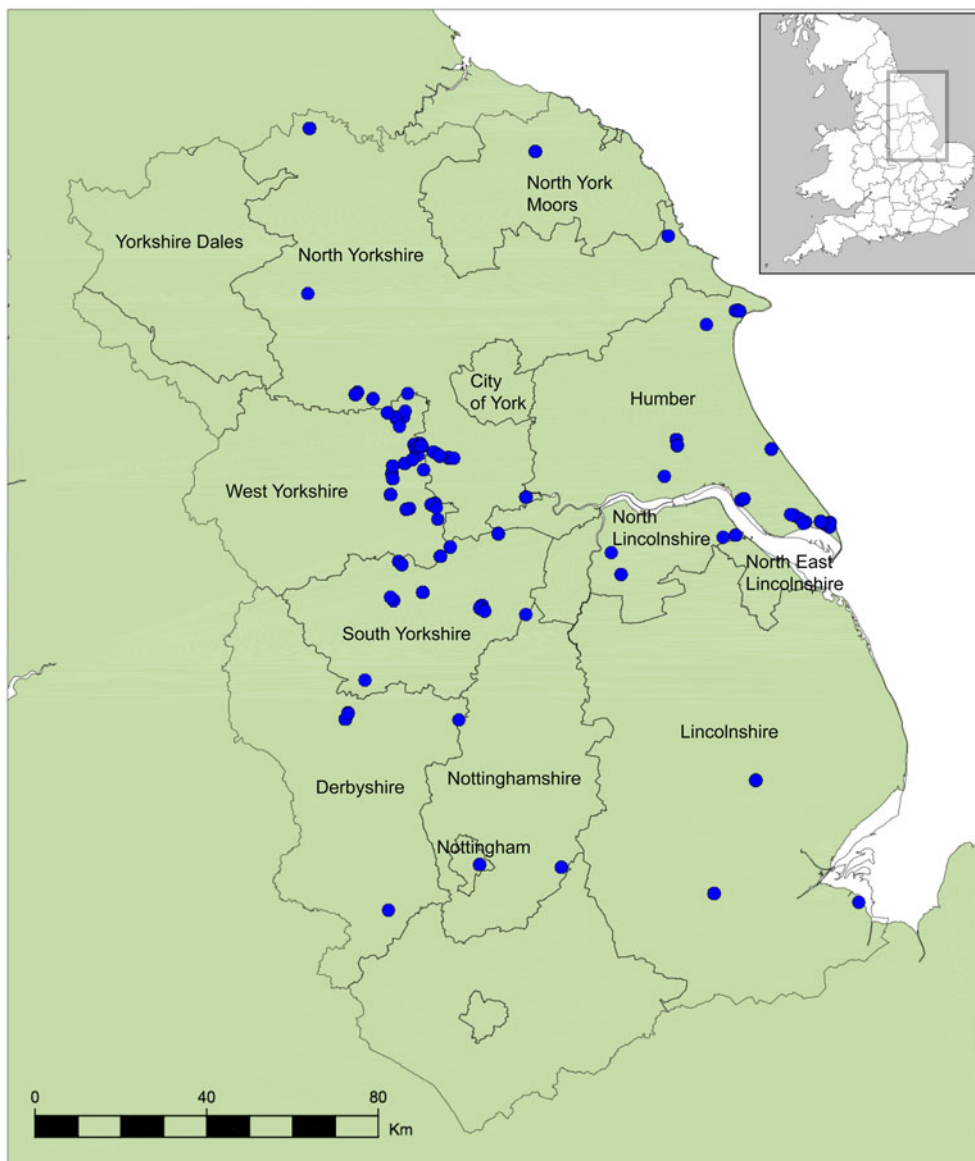 North York
Moors
Yorkshire Dales
North Yorkshire
City
of York
Humber
West Yorkshire
North
Lincolnshire
North East
Lincolnshire
South Yorkshire
Lincolnshire
Derbyshire
Nottinghamshire
Nottingham
0 40 80
Km